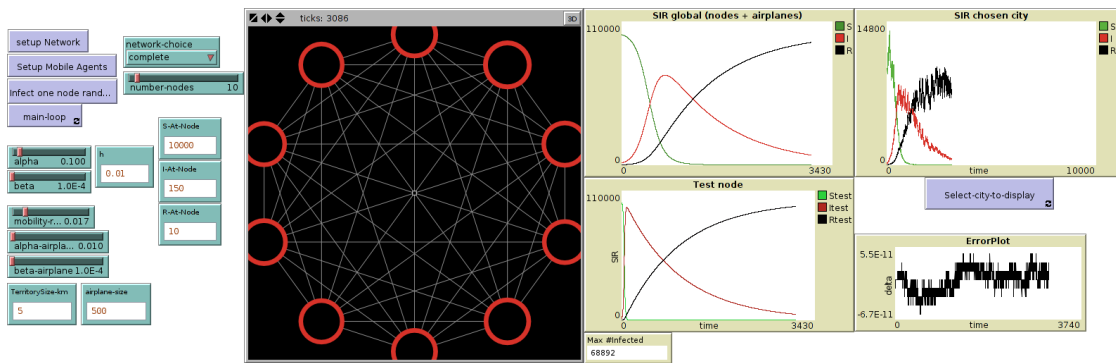 setup Network
Setup Mobile Agents
Infect one node rand...
main-loop
network-choice
complete
number-nodes 10
S-At-Node
10000
I-At-Node
150
R-At-Node
10
alpha 0.100
beta 1.0E-4
h
0.01
mobility-r... 0.017
alpha-airpla... 0.010
beta-airplane 1.0E-4
TerritorySize-km
5
airplane-size
500
ticks: 3086
3D
SIR global (nodes + airplanes)
110000
0
0
time
3430
S
I
R
SIR chosen city
14800
0
0
time
10000
S
I
R
Test node
110000
SIR
0
0
time
3430
Stest
Itest
Rtest
Max #Infected
68892
Select-city-to-display
ErrorPlot
5.5E-11
delta
-6.7E-11
0
time
3740